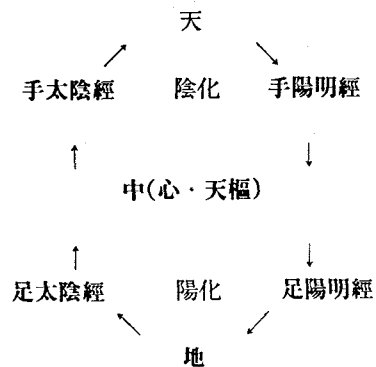 天
手太陰經 陰化 手陽明經
中(心·天樞)
足太陰經 陽化 足陽明經
地